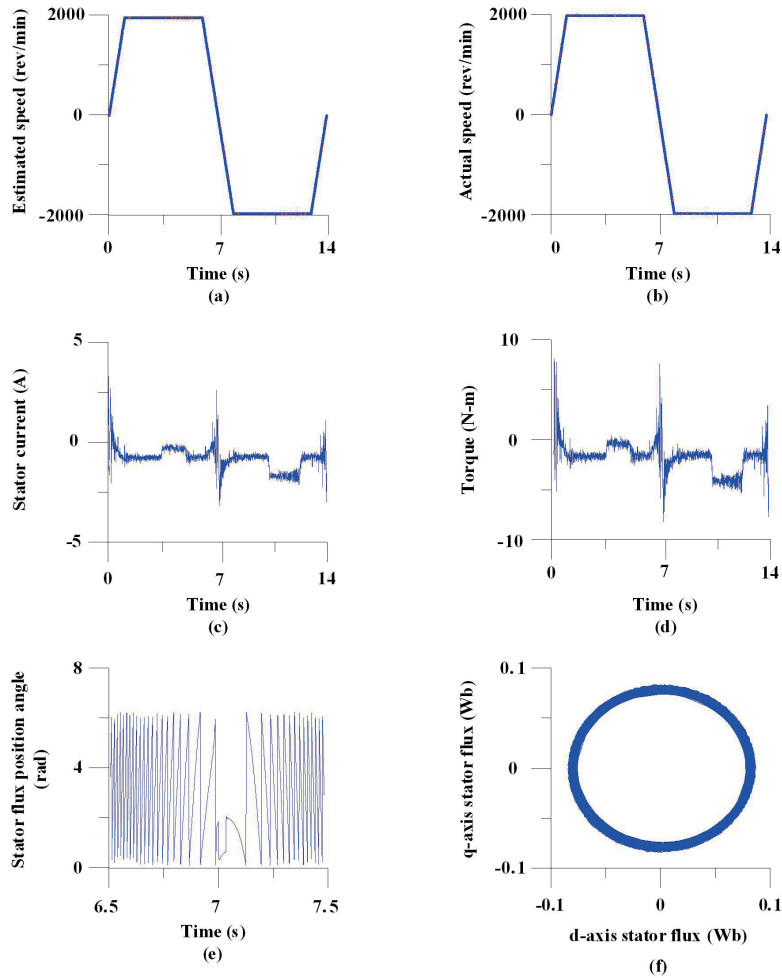 2000
0
-2000
Estimated speed (rev/min)
0
7
14
Time (s)
(a)
2000
0
-2000
Actual speed (rev/min)
0
7
14
Time (s)
(b)
5
0
-5
Stator current (A)
0
7
14
Time (s)
(c)
10
0
-10
Torque (N-m)
0
7
14
Time (s)
(d)
8
4
0
Stator flux position angle
(rad)
6.5
7
7.5
Time (s)
(e)
0.1
0
-0.1
q-axis stator flux (Wb)
-0.1
0
0.1
d-axis stator flux (Wb)
(f)